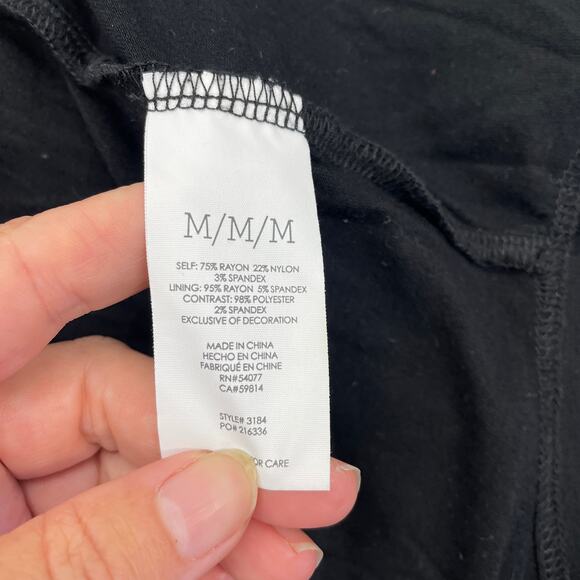 M/M/M
SELF: 75% RAYON 22% NYLON
3% SPANDEX
LINING: 95% RAYON 5% SPANDEX
CONTRAST: 98% POLYESTER
2% SPANDEX
EXCLUSIVE OF DECORATION
MADE IN CHINA
HECHO EN CHINA
FABRIQUÉ EN CHINE
RN#54077
CA#59814
STYLE# 3184
PO# 216336
OR CARE